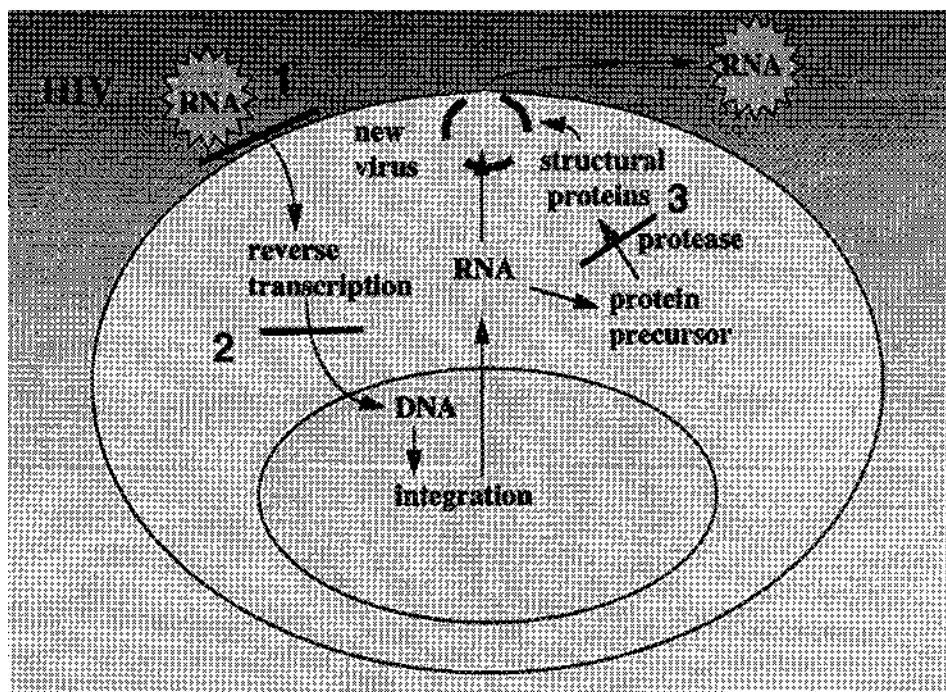 HIV
RNA
1
RNA
new
virus
structural
proteins
3
protease
reverse
transcription
RNA
protein
precursor
2
DNA
integration